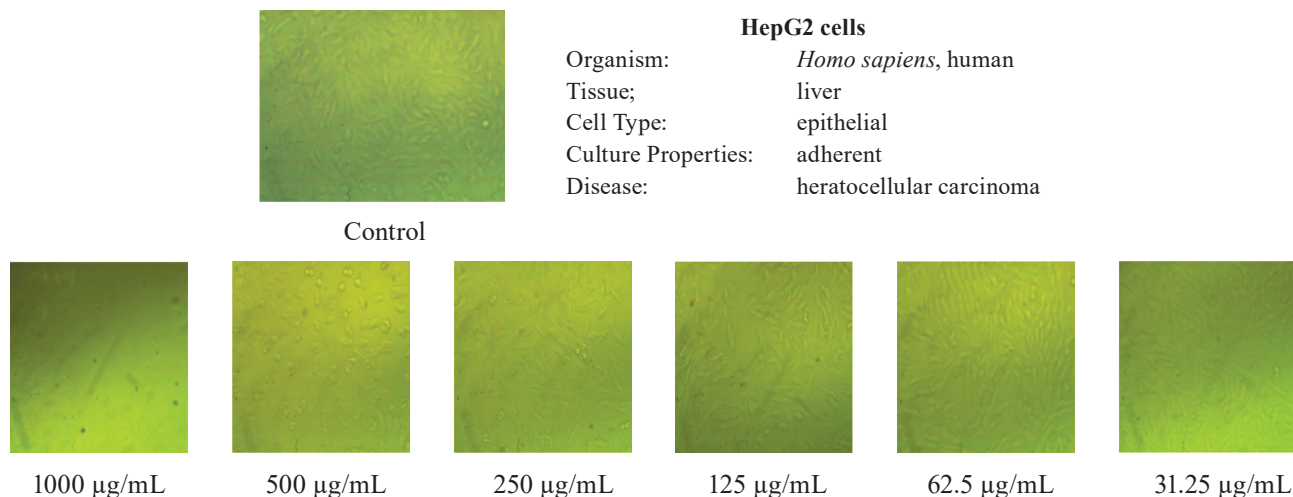 HepG2 cells
Organism: Homo sapiens, human
Tissue; liver
Cell Type: epithelial
Culture Properties: adherent
Disease: heratocellular carcinoma
Control
1000 µg/mL 500 µg/mL 250 µg/mL 125 µg/mL 62.5 µg/mL 31.25 µg/mL